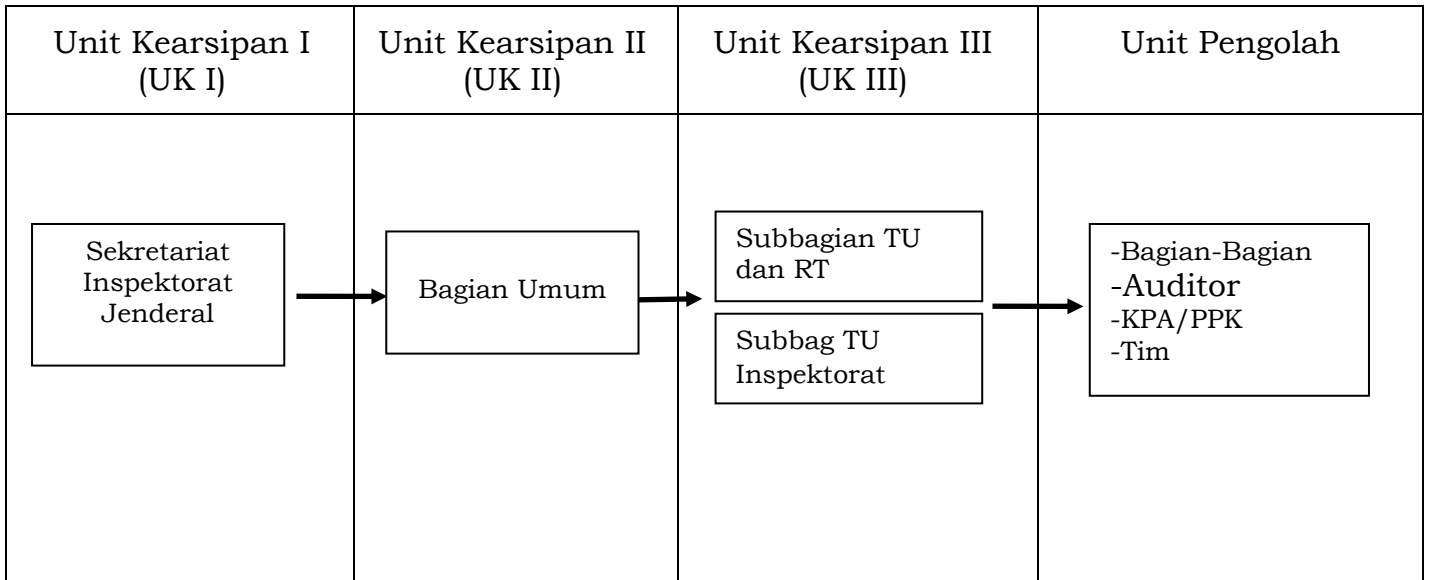 Unit Kearsipan I
(UK I)
Unit Kearsipan II
(UK II)
Unit Kearsipan III
(UK III)
Unit Pengolah
Sekretariat
Inspektorat
Jenderal
Bagian Umum
Subbagian TU
dan RT
Subbag TU
Inspektorat
-Bagian-Bagian
-Auditor
-KPA/PPK
-Tim